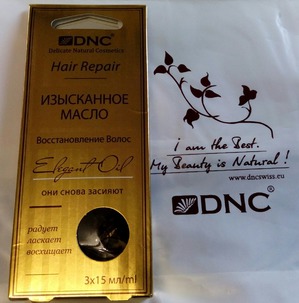 DNC®
Delicate Natural Cosmetics
Hair Repair
ИЗЫСКАННОЕ
МАСЛО
Восстановление Волос
Elegant Oil
ОНИ СНОВА ЗАСИЯЮТ
радует
ласкает
восхищает
3x15 мл/ml
i am the Best.
My Beauty is Natural!
www.dncswiss.eu
DNC®